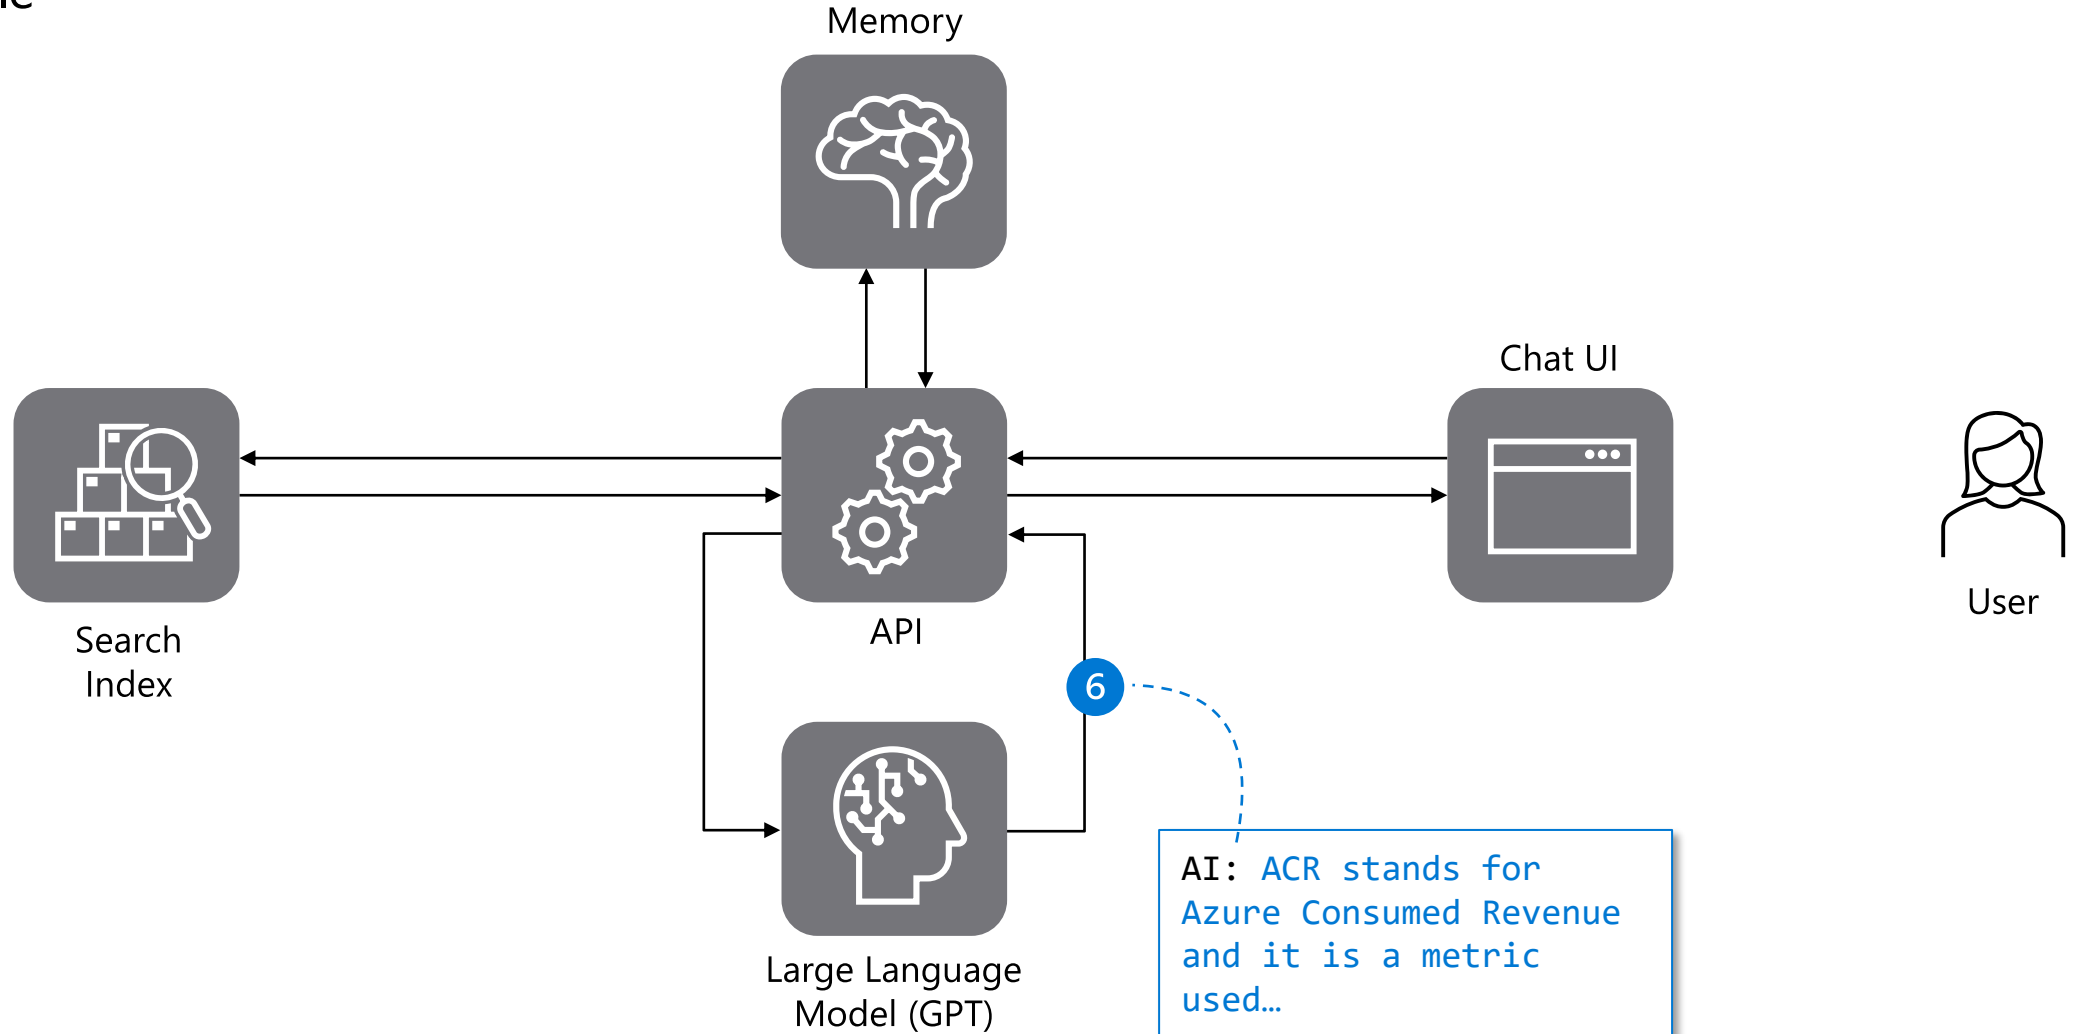 Memory
Chat UI
User
API
Search
Index
6
Large Language
Model (GPT)
AI: ACR stands for
Azure Consumed Revenue
and it is a metric
used…